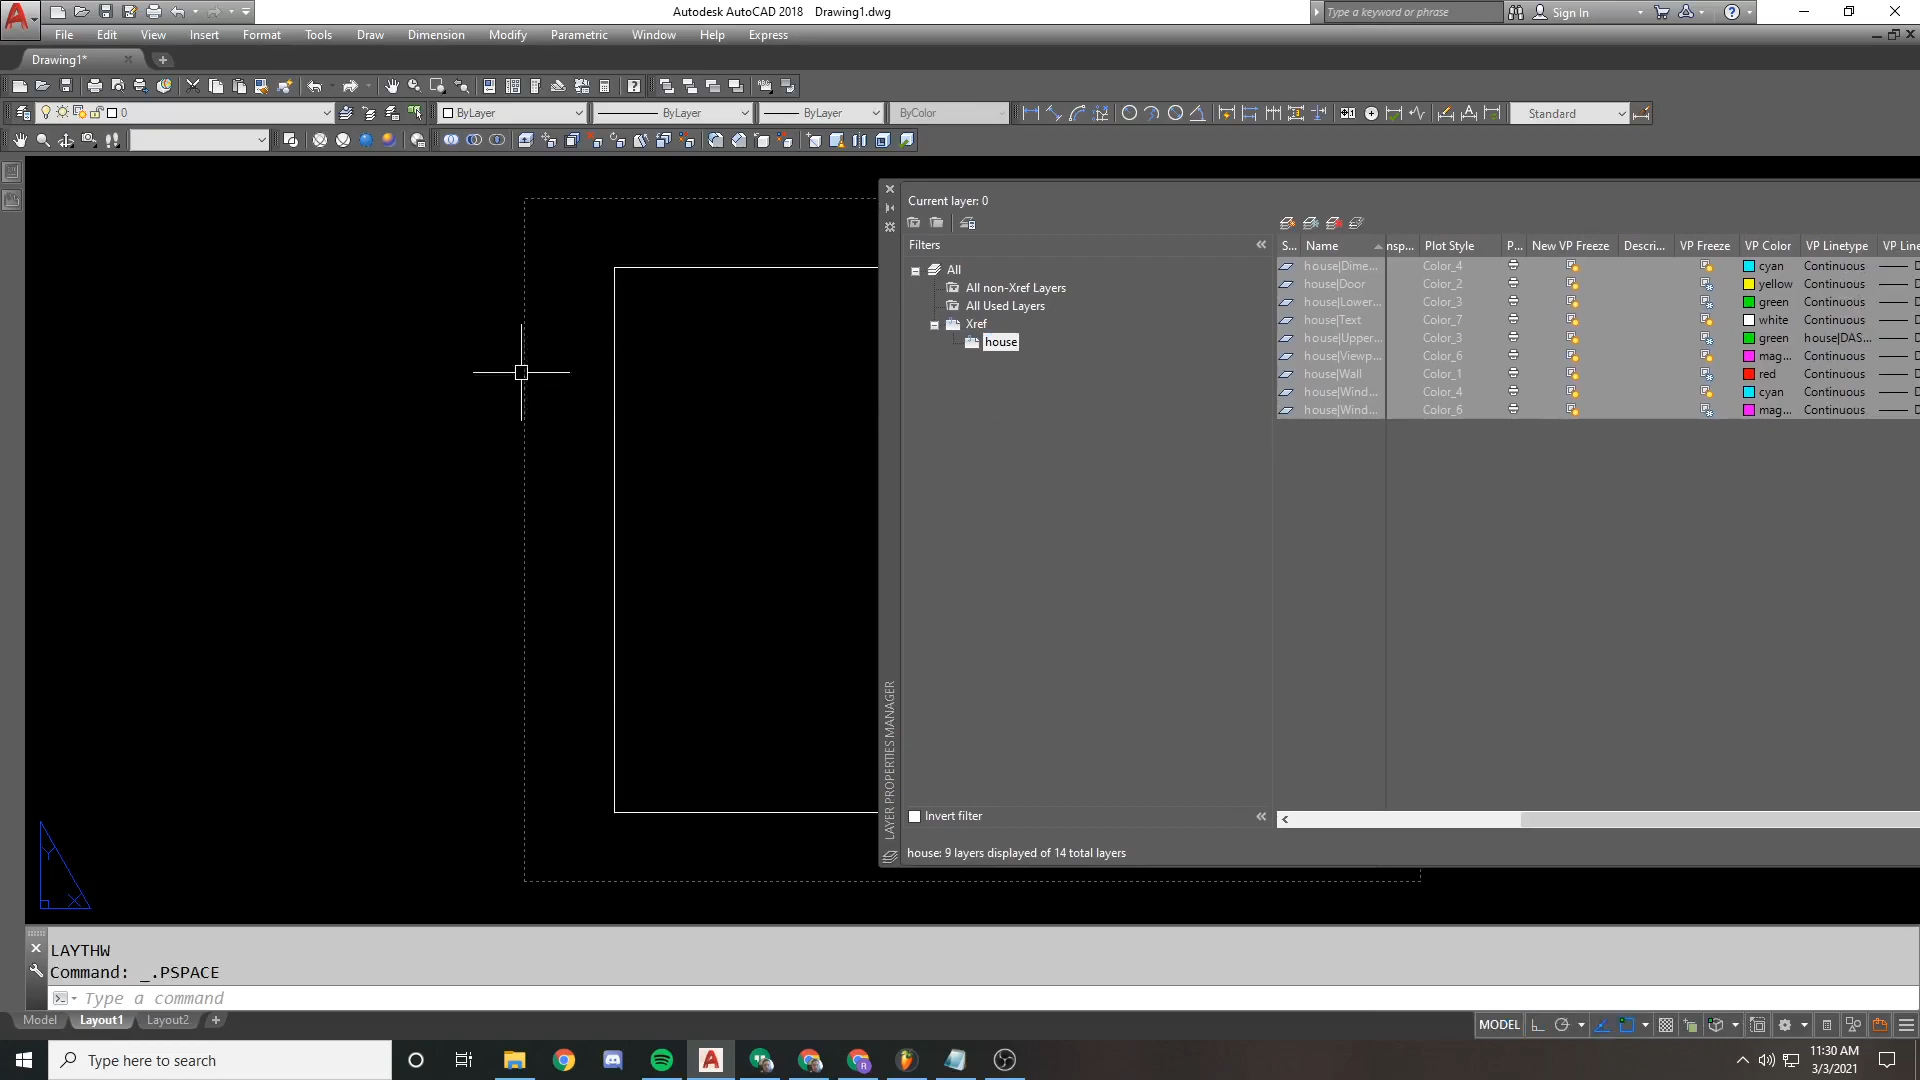 Autodesk AutoCAD 2018 Drawing1.dwg
Type a keyword or phrase
Sign In
File Edit View Insert Format Tools Draw Dimension Modify Parametric Window Help Express
Drawing1*
0
ByLayer
ByLayer
ByLayer
ByColor
Standard
Current layer: 0
Filters
S... Name nsp... Plot Style P... New VP Freeze Descri... VP Freeze VP Color VP Linetype VP Line
All
All non-Xref Layers
All Used Layers
Xref
house
house|Dime... Color_4 cyan Continuous
house|Door Color_2 yellow Continuous
house|Lower... Color_3 green Continuous
house|Text Color_7 white Continuous
house|Upper... Color_3 green house|DAS...
house|Viewp... Color_6 mag... Continuous
house|Wall Color_1 red Continuous
house|Wind... Color_4 cyan Continuous
house|Wind... Color_6 mag... Continuous
LAYER PROPERTIES MANAGER
Invert filter
house: 9 layers displayed of 14 total layers
Y
X
LAYTHW
Command: _.PSPACE
Type a command
Model Layout1 Layout2
MODEL
Type here to search
11:30 AM
3/3/2021